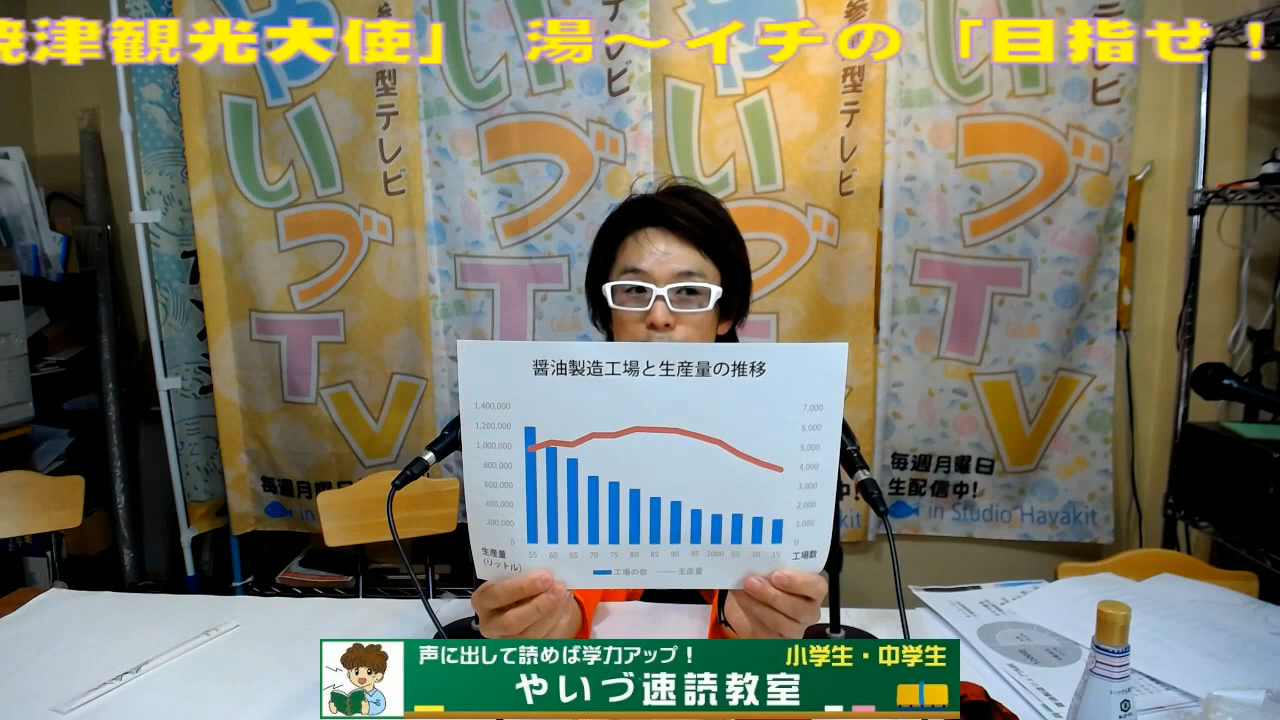 焼津観光大使」 湯～イチの 「目指せ！
参加型テレビ
やいづTV
毎週月曜日
生配信中!
in Studio Havakit
醤油製造工場と生産量の推移
1,400,000
1,200,000
1,000,000
800,000
600,000
400,000
200,000
0
7,000
6,000
5,000
4,000
3,000
2,000
1,000
0
55 60 65 70 75 80 85 90 95 2000 05 10 15
生産量
(リットル)
工場数
工場の数 生産量
声に出して読めば学力アップ！ 小学生・中学生
やいづ速読教室